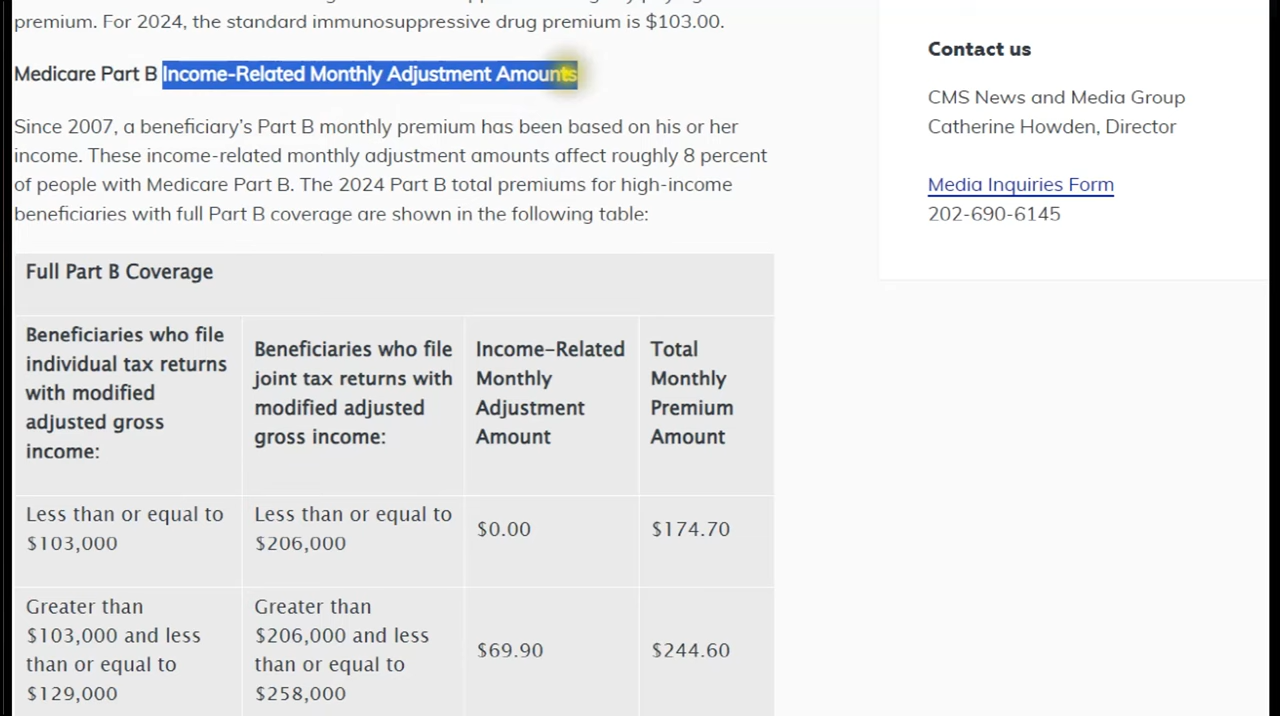 premium. For 2024, the standard immunosuppressive drug premium is $103.00.
Medicare Part B Income-Related Monthly Adjustment Amounts
Since 2007, a beneficiary's Part B monthly premium has been based on his or her
income. These income-related monthly adjustment amounts affect roughly 8 percent
of people with Medicare Part B. The 2024 Part B total premiums for high-income
beneficiaries with full Part B coverage are shown in the following table:
Full Part B Coverage
Beneficiaries who file
individual tax returns
with modified
adjusted gross
income:
Beneficiaries who file
joint tax returns with
modified adjusted
gross income:
Income-Related
Monthly
Adjustment
Amount
Total
Monthly
Premium
Amount
Less than or equal to
$103,000
Less than or equal to
$206,000
$0.00
$174.70
Greater than
$103,000 and less
than or equal to
$129,000
Greater than
$206,000 and less
than or equal to
$258,000
$69.90
$244.60
Contact us
CMS News and Media Group
Catherine Howden, Director
Media Inquiries Form
202-690-6145